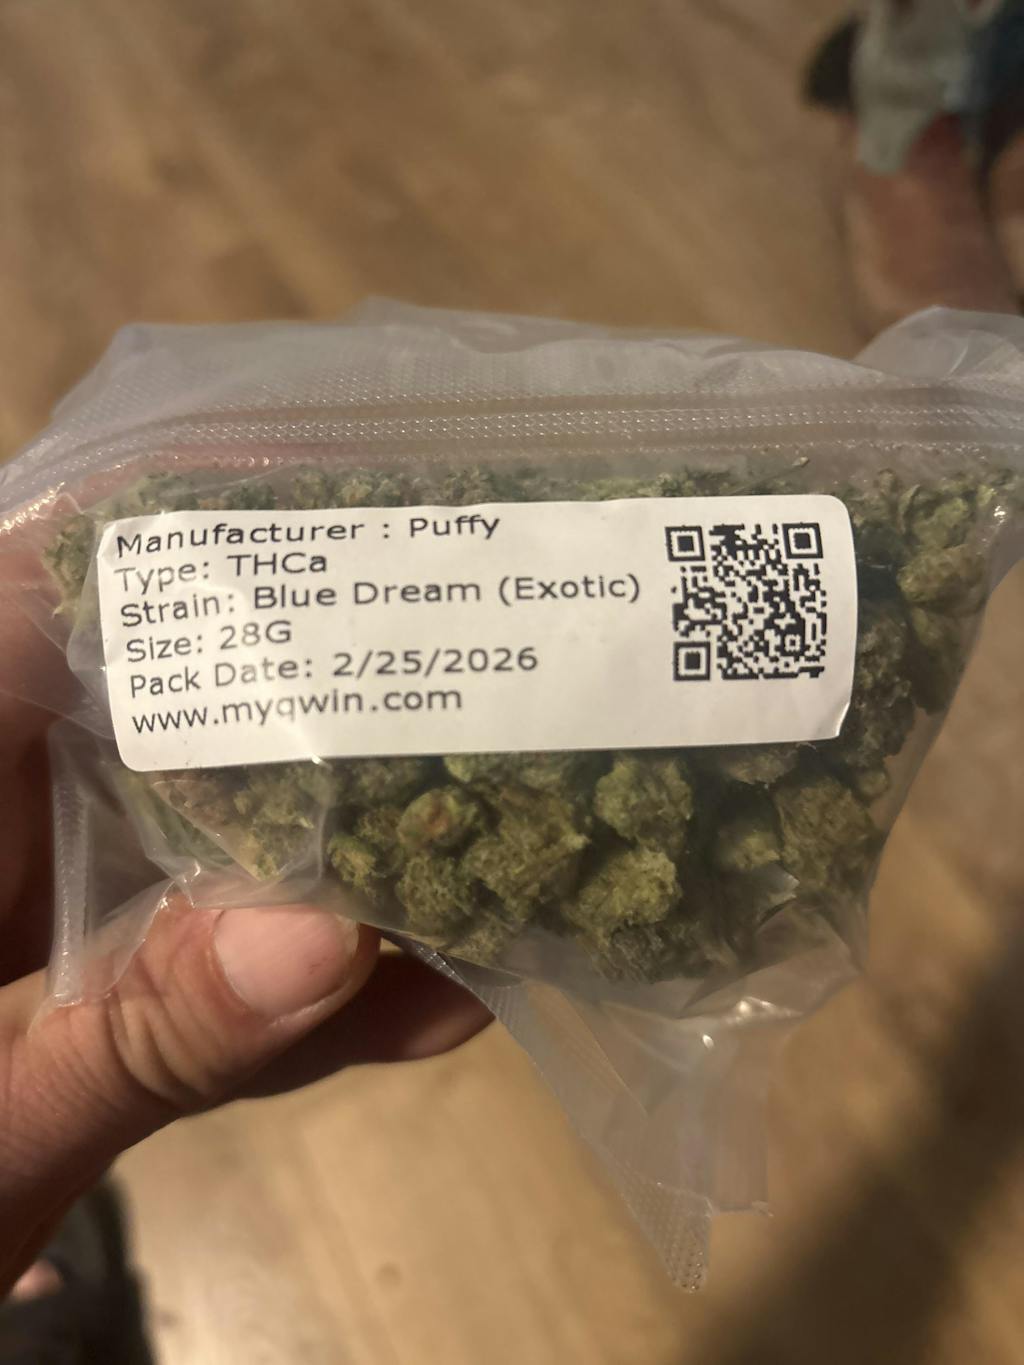 Manufacturer : Puffy
Type: THCa
Strain: Blue Dream (Exotic)
Size: 28G
Pack Date: 2/25/2026
www.myqwin.com